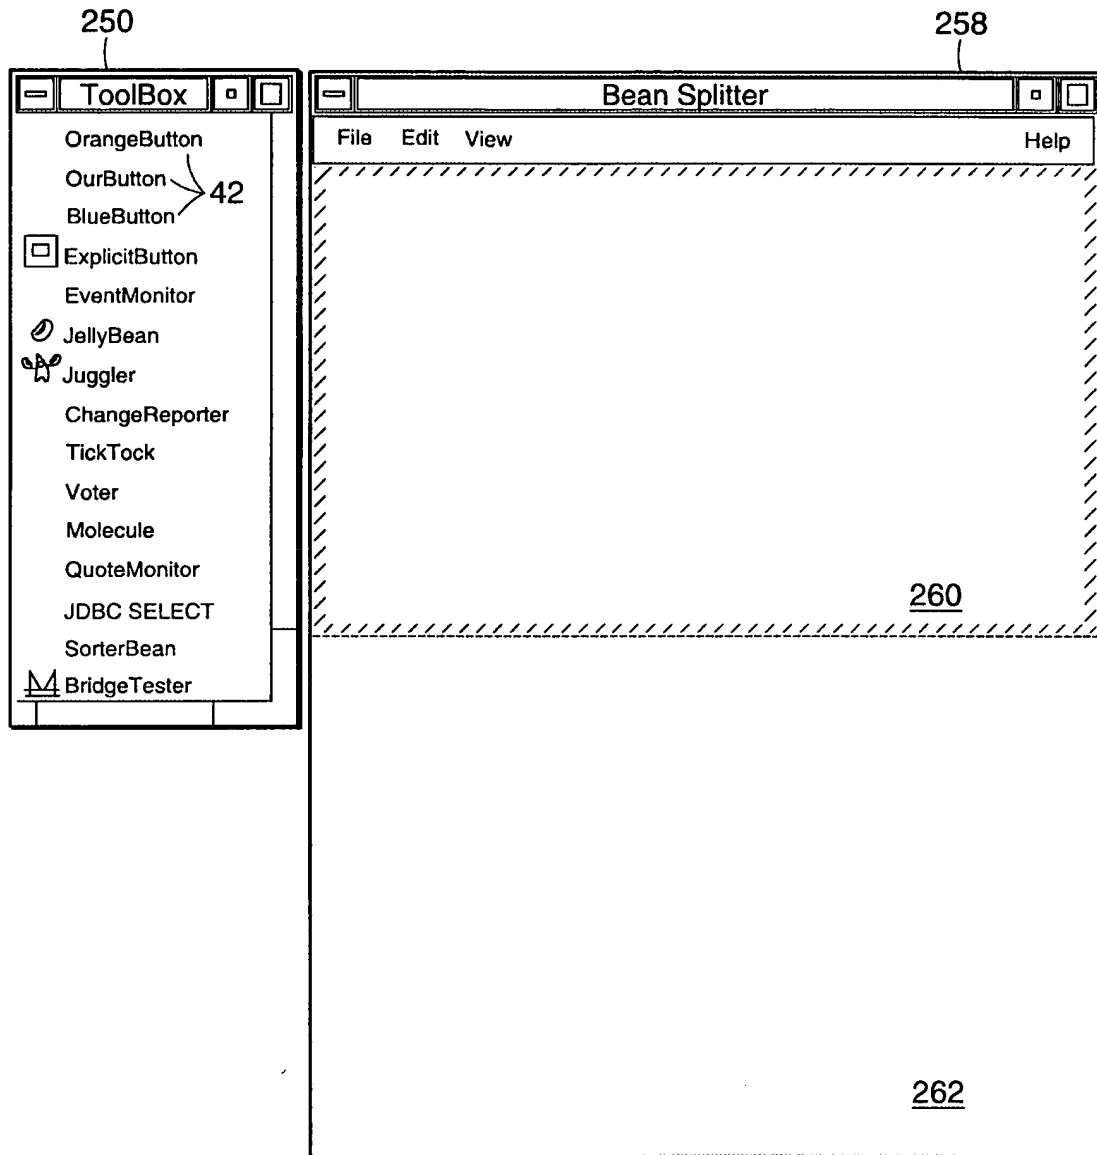 250
258
ToolBox
Bean Splitter
File Edit View Help
OrangeButton
OurButton
42
BlueButton
ExplicitButton
EventMonitor
JellyBean
Juggler
ChangeReporter
TickTock
Voter
Molecule
QuoteMonitor
JDBC SELECT
SorterBean
BridgeTester
260
262